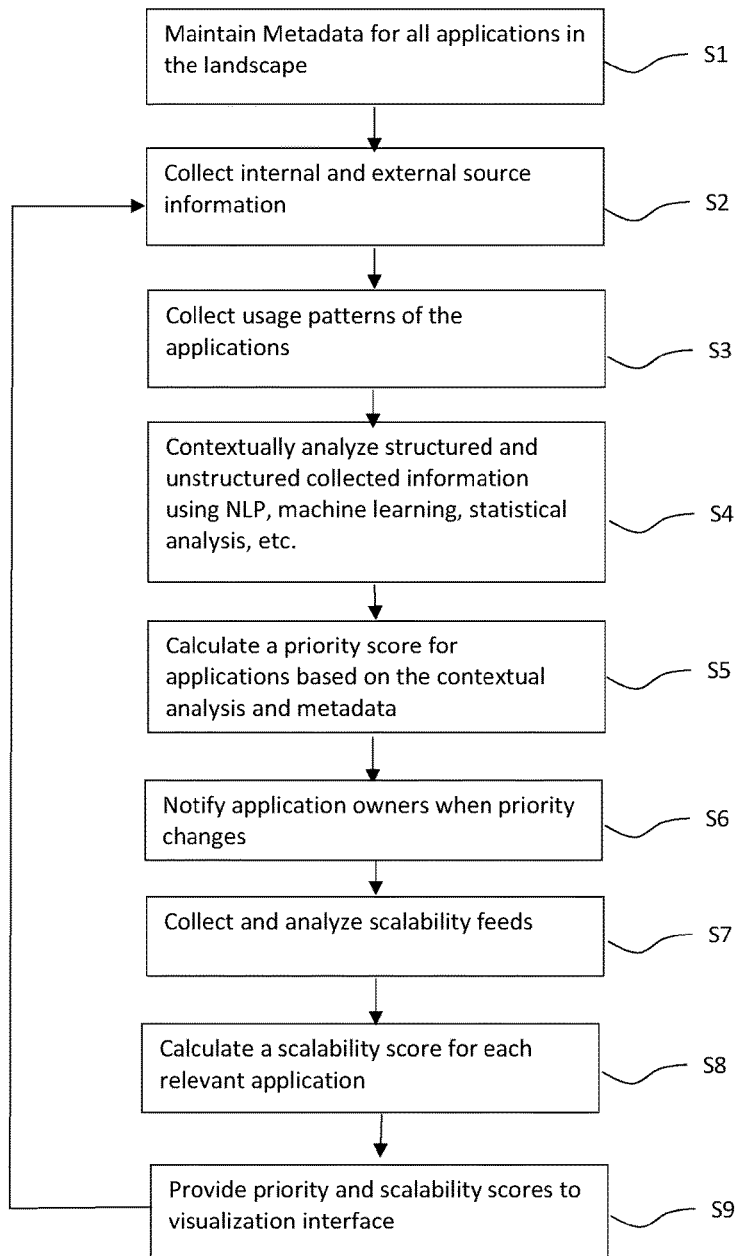 Maintain Metadata for all applications in
the landscape
S1
Collect internal and external source
information
S2
Collect usage patterns of the
applications
S3
Contextually analyze structured and
unstructured collected information
using NLP, machine learning, statistical
analysis, etc.
S4
Calculate a priority score for
applications based on the contextual
analysis and metadata
S5
Notify application owners when priority
changes
S6
Collect and analyze scalability feeds
S7
Calculate a scalability score for each
relevant application
S8
Provide priority and scalability scores to
visualization interface
S9